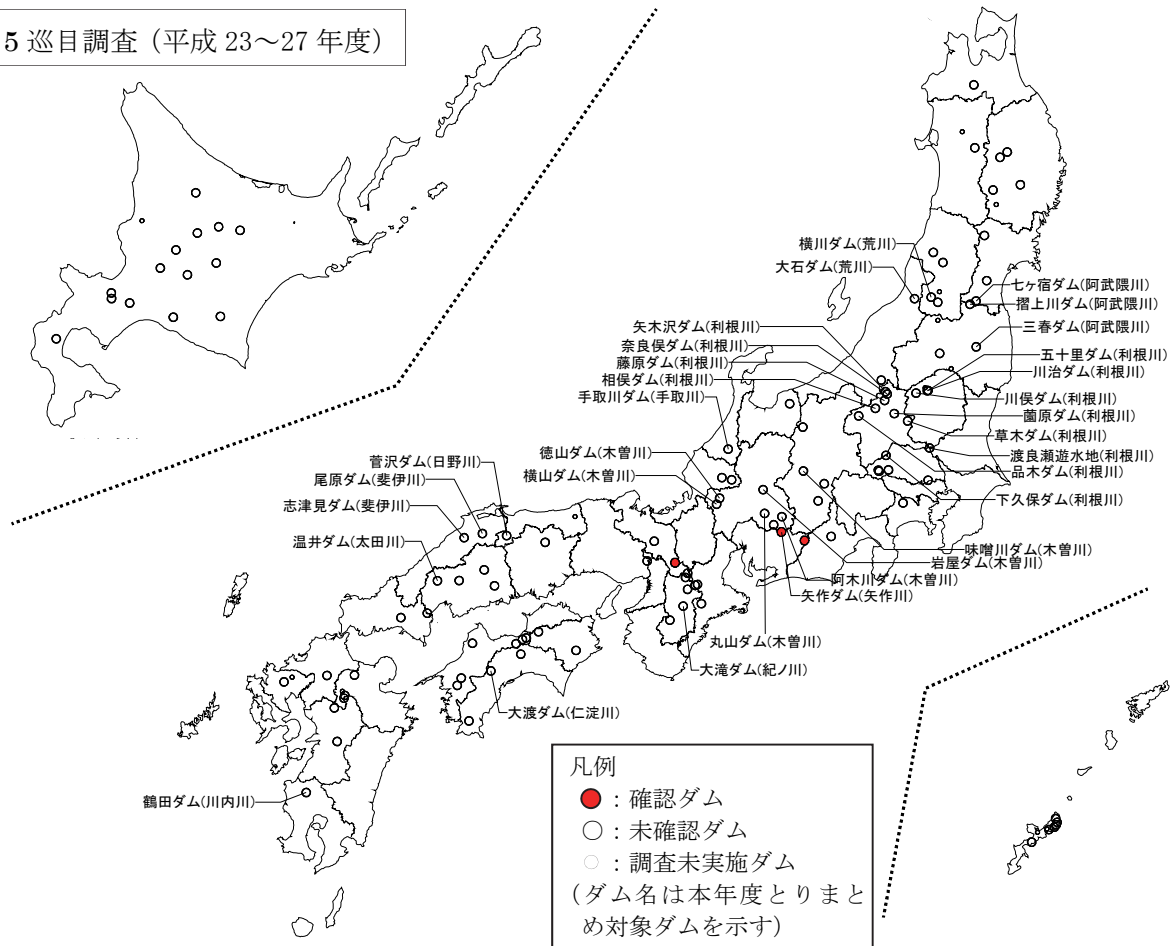 5 巡目調査（平成 23～27 年度）
横川ダム(荒川)
大石ダム(荒川)
七ヶ宿ダム(阿武隈川)
摺上川ダム(阿武隈川)
三春ダム(阿武隈川)
五十里ダム(利根川)
川治ダム(利根川)
川俣ダム(利根川)
薗原ダム(利根川)
草木ダム(利根川)
渡良瀬遊水地(利根川)
品木ダム(利根川)
下久保ダム(利根川)
矢木沢ダム(利根川)
奈良俣ダム(利根川)
藤原ダム(利根川)
相俣ダム(利根川)
手取川ダム(手取川)
徳山ダム(木曽川)
横山ダム(木曽川)
菅沢ダム(日野川)
尾原ダム(斐伊川)
志津見ダム(斐伊川)
温井ダム(太田川)
味噌川ダム(木曽川)
岩屋ダム(木曽川)
阿木川ダム(木曽川)
矢作ダム(矢作川)
丸山ダム(木曽川)
大滝ダム(紀ノ川)
大渡ダム(仁淀川)
鶴田ダム(川内川)
凡例
：確認ダム
：未確認ダム
：調査未実施ダム
(ダム名は本年度とりまと
め対象ダムを示す)